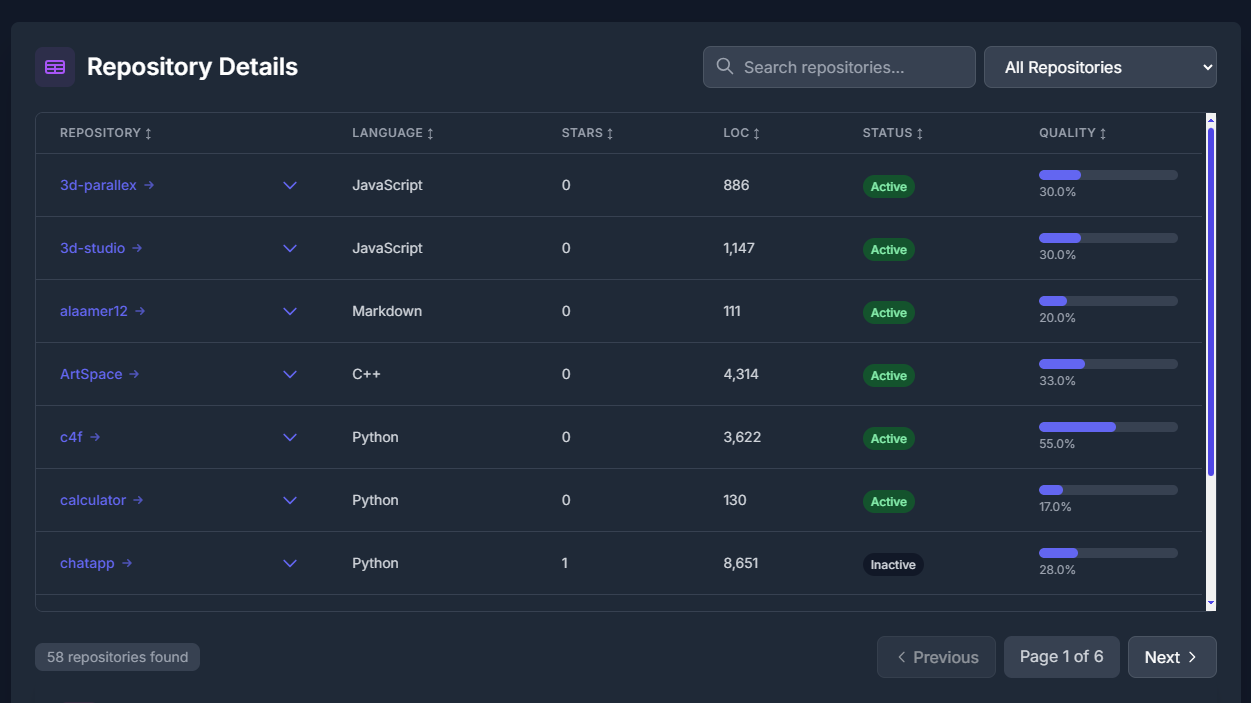 Repository Details
Search repositories...
All Repositories
REPOSITORY ↕ LANGUAGE ↕ STARS ↕ LOC ↕ STATUS ↕ QUALITY ↕
3d-parallex → JavaScript 0 886 Active 30.0%
3d-studio → JavaScript 0 1,147 Active 30.0%
alaamer12 → Markdown 0 111 Active 20.0%
ArtSpace → C++ 0 4,314 Active 33.0%
c4f → Python 0 3,622 Active 55.0%
calculator → Python 0 130 Active 17.0%
chatapp → Python 1 8,651 Inactive 28.0%
58 repositories found
Previous Page 1 of 6 Next